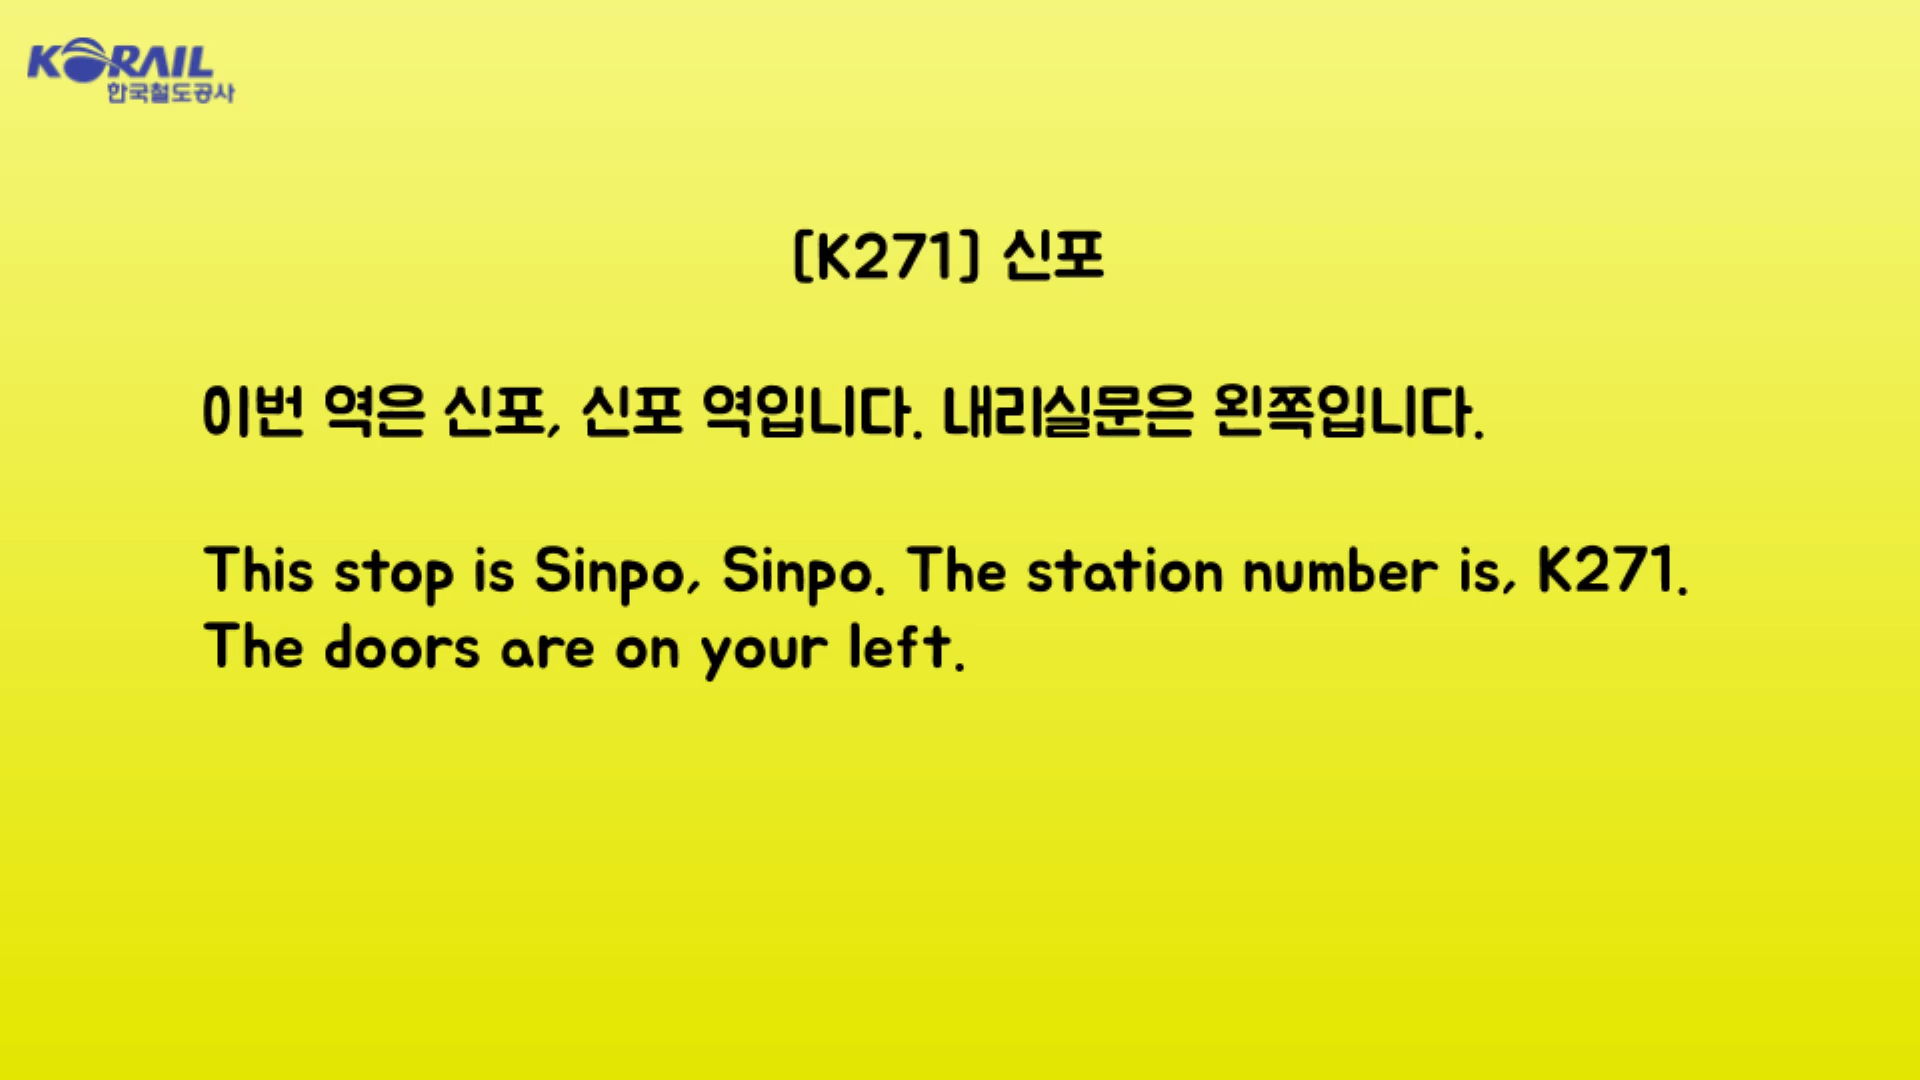 KORAIL
한국철도공사
[K271] 신포
이번 역은 신포, 신포 역입니다. 내리실문은 왼쪽입니다.
This stop is Sinpo, Sinpo. The station number is, K271.
The doors are on your left.